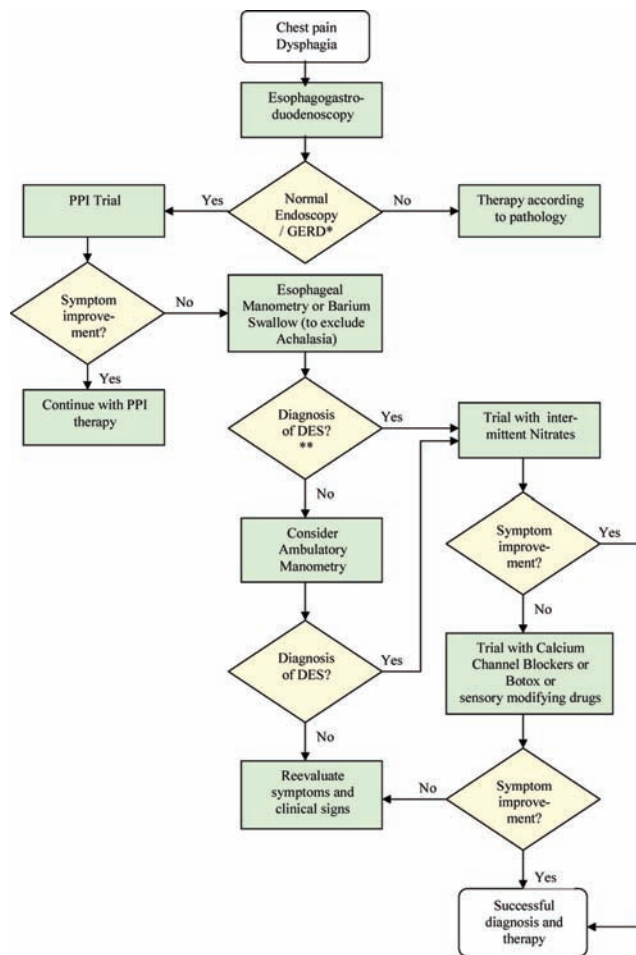 Chest pain
Dysphagia
Esophagogastro-
duodenoscopy
PPI Trial
Yes
Normal
Endoscopy
/ GERD*
No
Therapy according
to pathology
Symptom
improve-
ment?
No
Esophageal
Manometry or Barium
Swallow (to exclude
Achalasia)
Yes
Continue with PPI
therapy
Diagnosis
of DES?
**
Yes
Trial with inter-
mittent Nitrates
No
Consider
Ambulatory
Manometry
Symptom
improve-
ment?
Yes
No
Diagnosis
of DES?
Yes
Trial with Calcium
Channel Blockers or
Botox or
sensory modifying drugs
No
Reevaluate
symptoms and
clinical signs
No
Symptom
improve-
ment?
Yes
Successful
diagnosis and
therapy